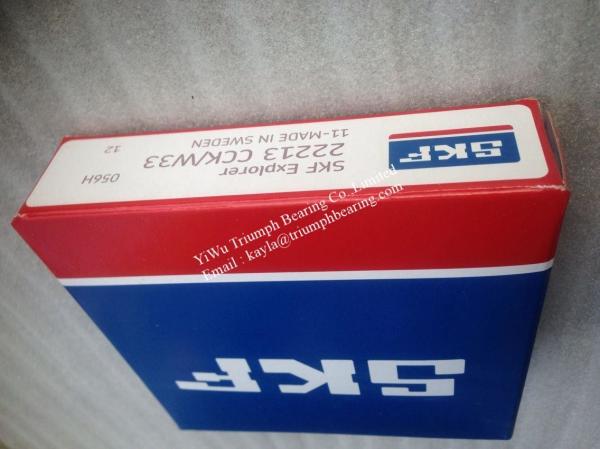 SKF
SKF Explorer
22213 CCK/W33
11-MADE IN SWEDEN
056H
12
YiWu Triumph Bearing Co.,Limited
Email : kayla@triumphbearing.com
SKF